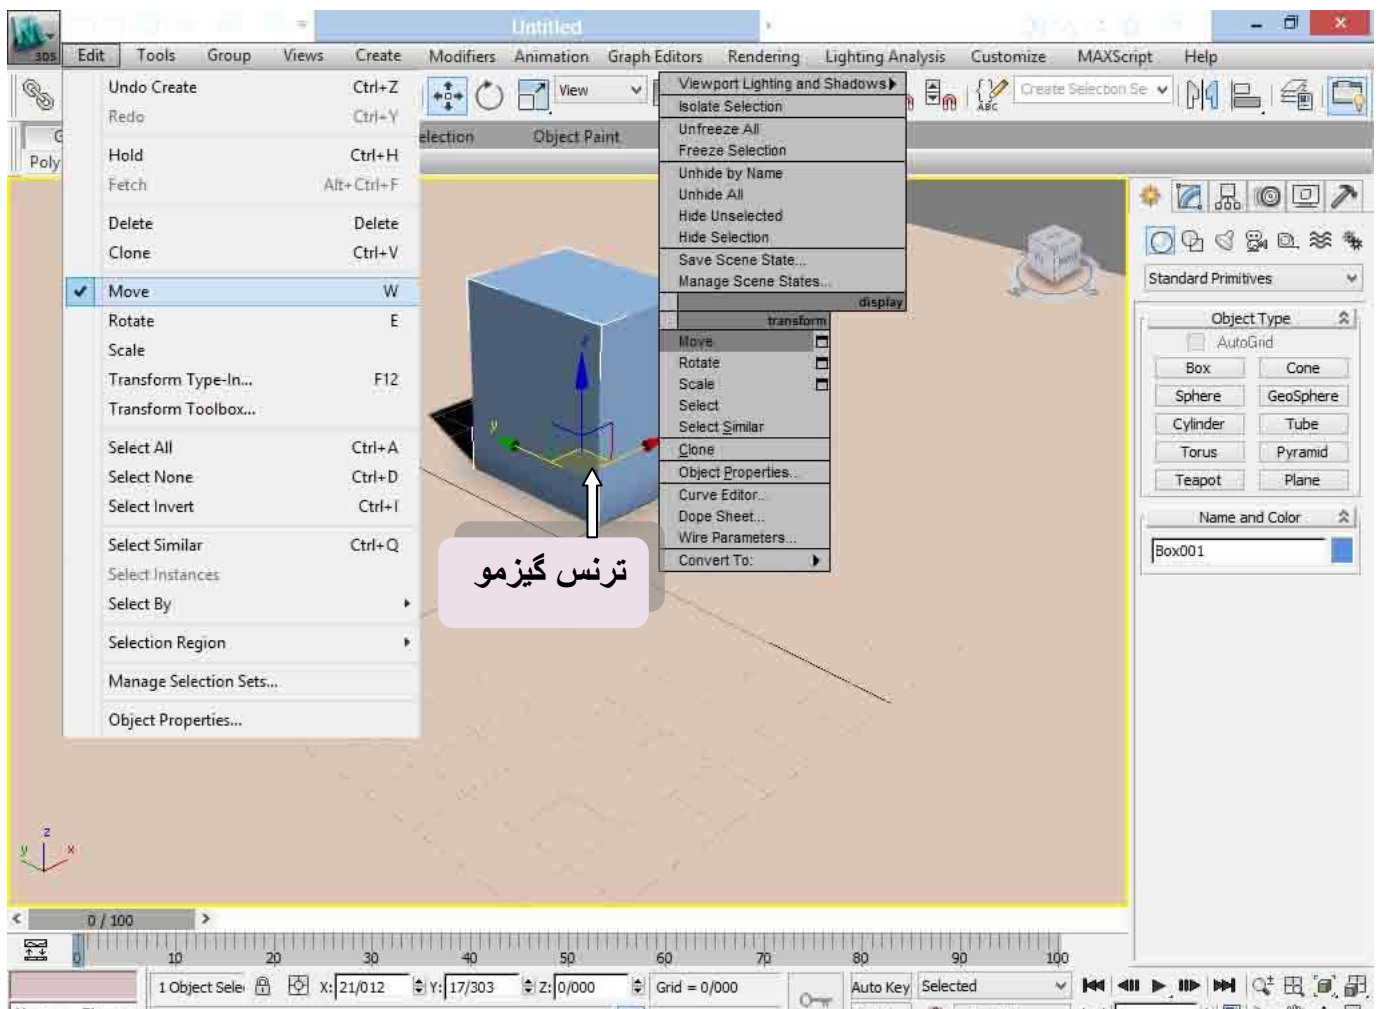 Untitled
3DS
Edit Tools Group Views Create Modifiers Animation Graph Editors Rendering Lighting Analysis Customize MAXScript Help
View
ABC
Create Selection Se
election Object Paint
Poly
Undo Create Ctrl+Z
Redo Ctrl+Y
Hold Ctrl+H
Fetch Alt+Ctrl+F
Delete Delete
Clone Ctrl+V
Move W
Rotate E
Scale
Transform Type-In... F12
Transform Toolbox...
Select All Ctrl+A
Select None Ctrl+D
Select Invert Ctrl+I
Select Similar Ctrl+Q
Select Instances
Select By
Selection Region
Manage Selection Sets...
Object Properties...
Viewport Lighting and Shadows
Isolate Selection
Unfreeze All
Freeze Selection
Unhide by Name
Unhide All
Hide Unselected
Hide Selection
Save Scene State...
Manage Scene States...
display
transform
Move
Rotate
Scale
Select
Select Similar
Clone
Object Properties...
Curve Editor...
Dope Sheet...
Wire Parameters...
Convert To:
z
y
ترنس گیزمو
Standard Primitives
Object Type
AutoGrid
Box Cone
Sphere GeoSphere
Cylinder Tube
Torus Pyramid
Teapot Plane
Name and Color
Box001
z
y x
0 / 100
0 10 20 30 40 50 60 70 80 90 100
1 Object Sele X: 21/012 Y: 17/303 Z: 0/000 Grid = 0/000 Auto Key Selected